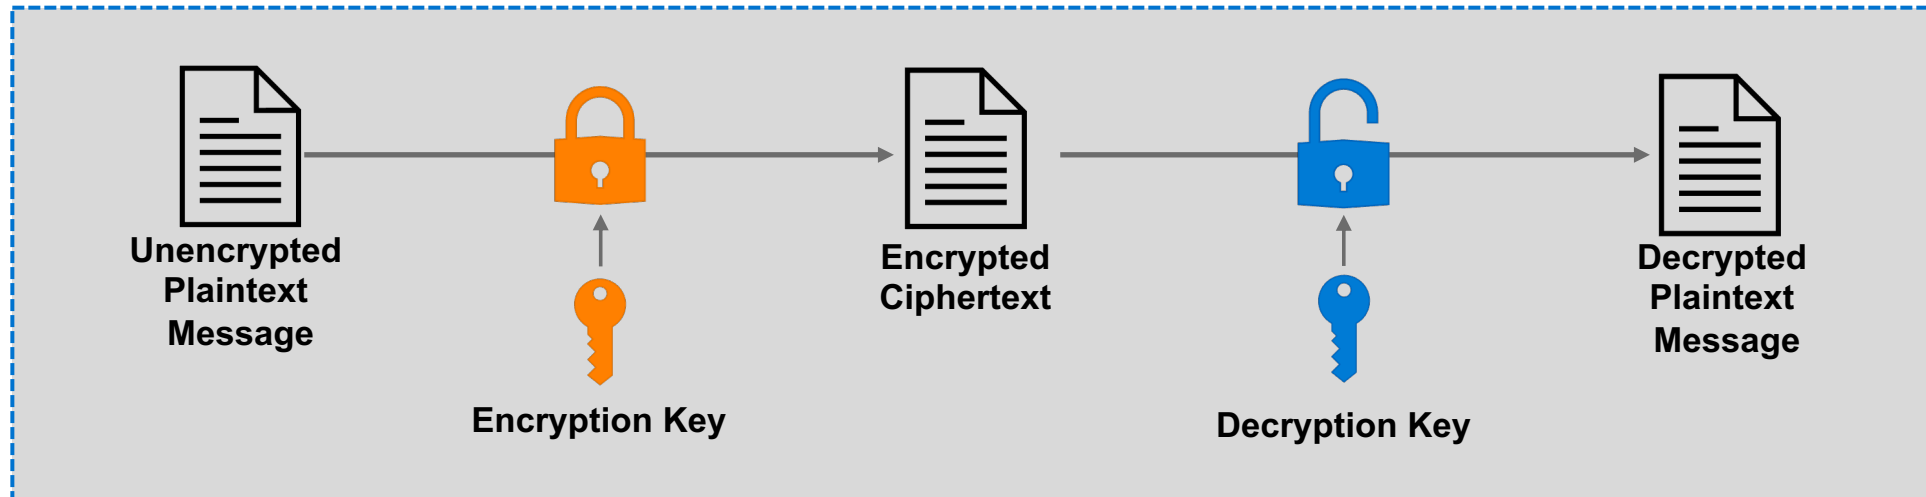 Unencrypted
Plaintext
Message
Encryption Key
Encrypted
Ciphertext
Decryption Key
Decrypted
Plaintext
Message